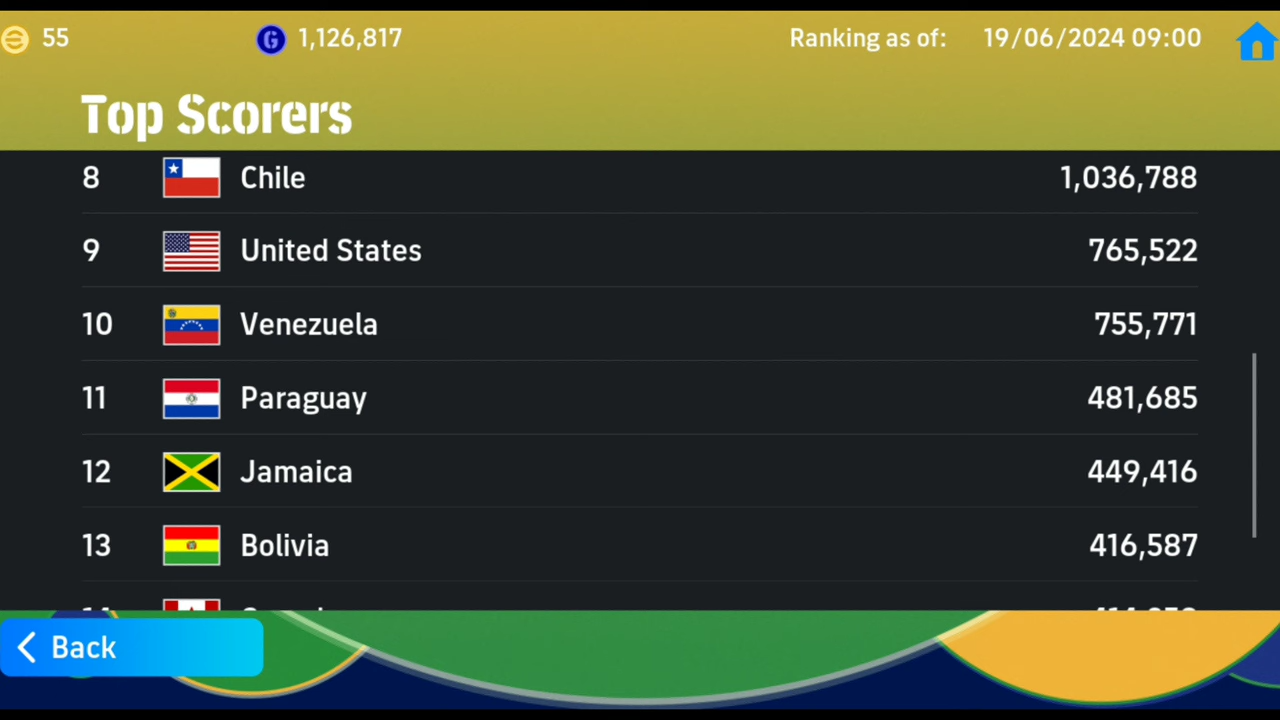 55 G 1,126,817 Ranking as of: 19/06/2024 09:00
Top Scorers
8 Chile 1,036,788
9 United States 765,522
10 Venezuela 755,771
11 Paraguay 481,685
12 Jamaica 449,416
13 Bolivia 416,587
Back